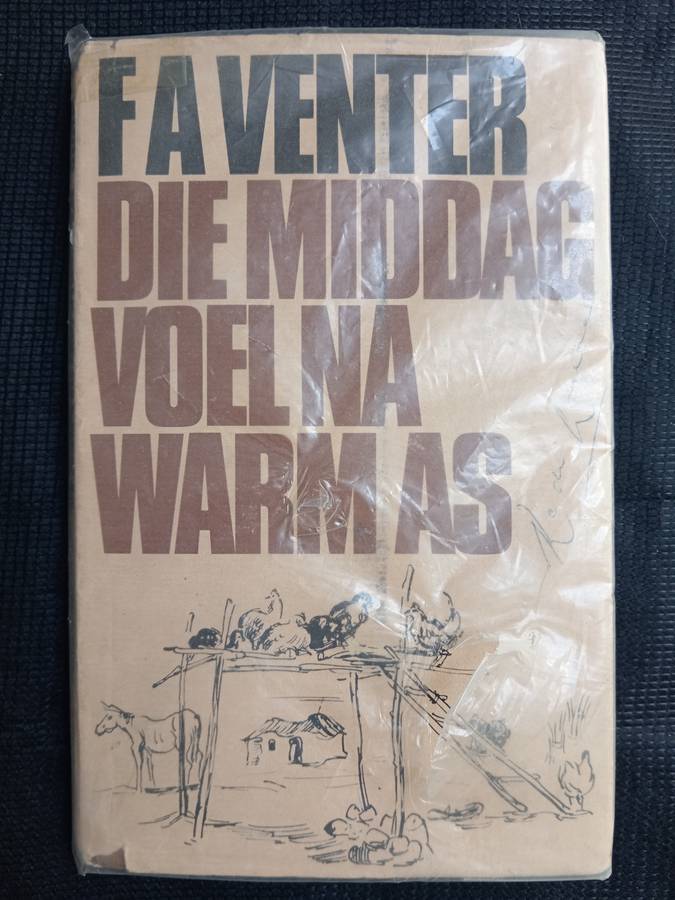 F A VENTER
DIE MIDDAG
VOEL NA
WARM AS